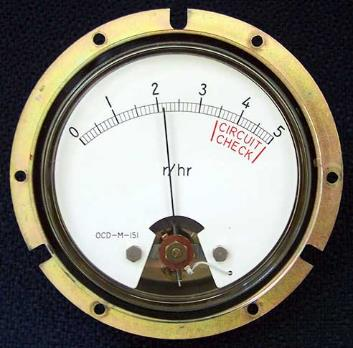 0 1 2 3 4 5
CIRCUIT
CHECK
r/hr
OCD-M-151